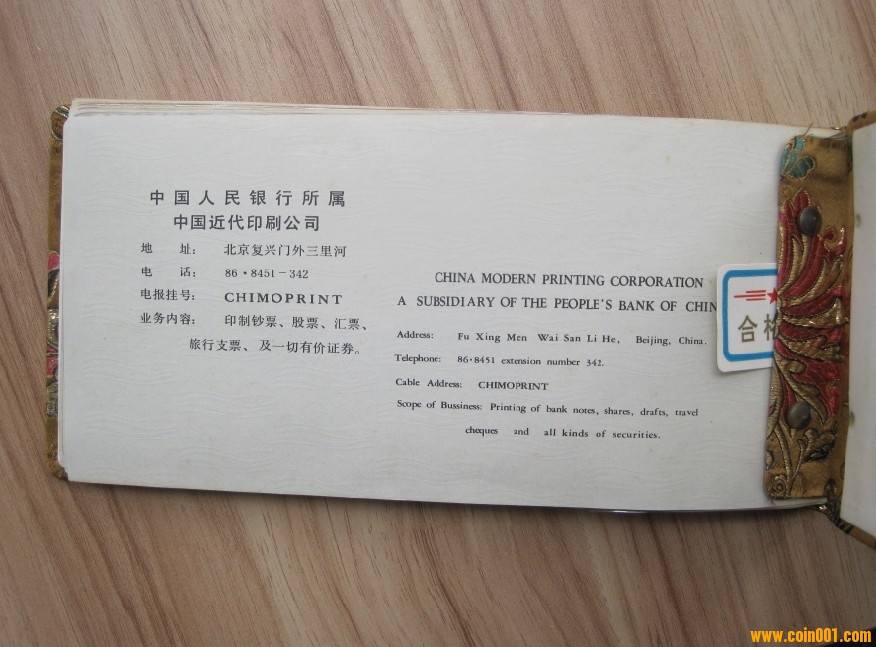 中国人民银行所属
中国近代印刷公司
地 址： 北京复兴门外三里河
电 话： 86·8451－342
电报挂号： CHIMOPRINT
业务内容： 印制钞票、股票、汇票、
旅行支票、及一切有价证券。
CHINA MODERN PRINTING CORPORATION
A SUBSIDIARY OF THE PEOPLE'S BANK OF CHIN
Address: Fu Xing Men Wai San Li He, Beijing, China.
Telephone: 86·8451 extension number 342.
Cable Address: CHIMOPRINT
Scope of Bussiness: Printing of bank notes, shares, drafts, travel
cheques and all kinds of securities.
合格
www.coin001.com